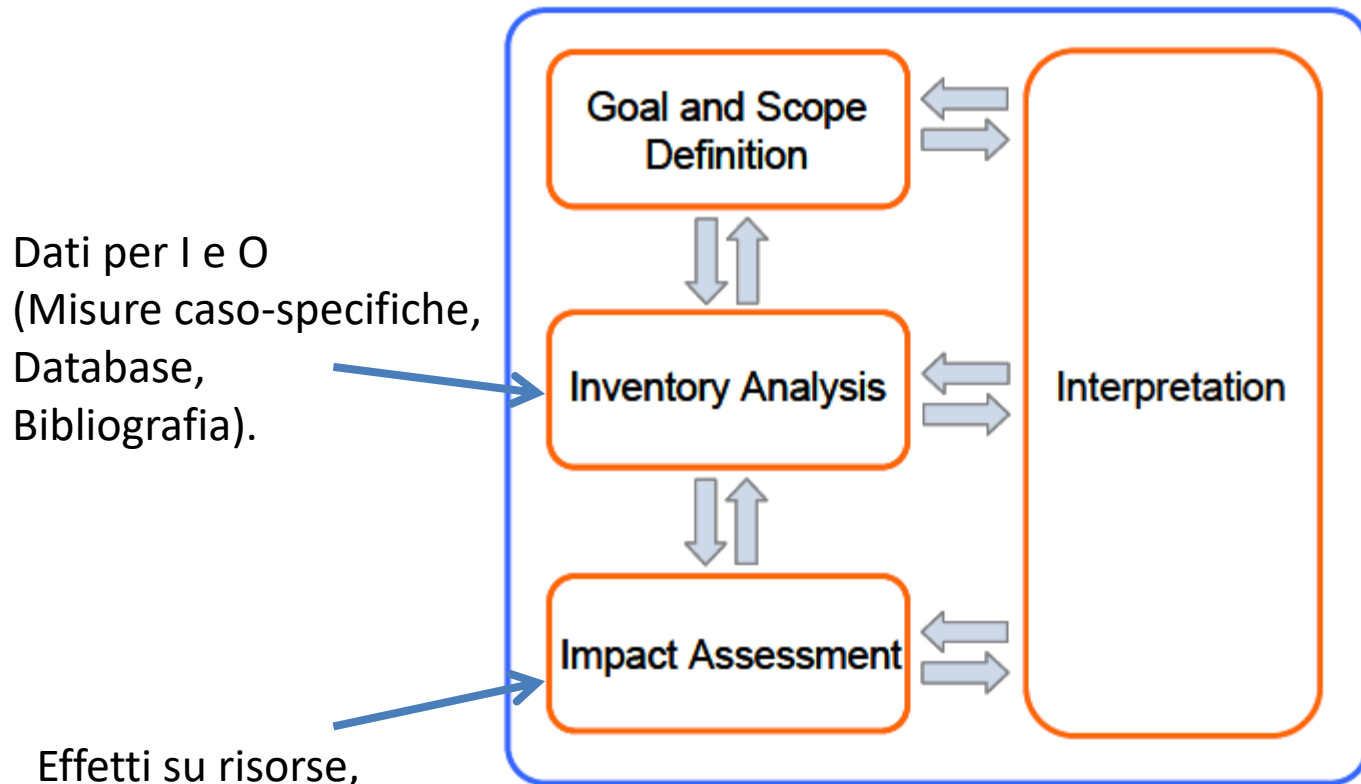 Goal and Scope
Definition
Dati per I e O
(Misure caso-specifiche,
Database,
Bibliografia).
Inventory Analysis
Interpretation
Impact Assessment
Effetti su risorse,